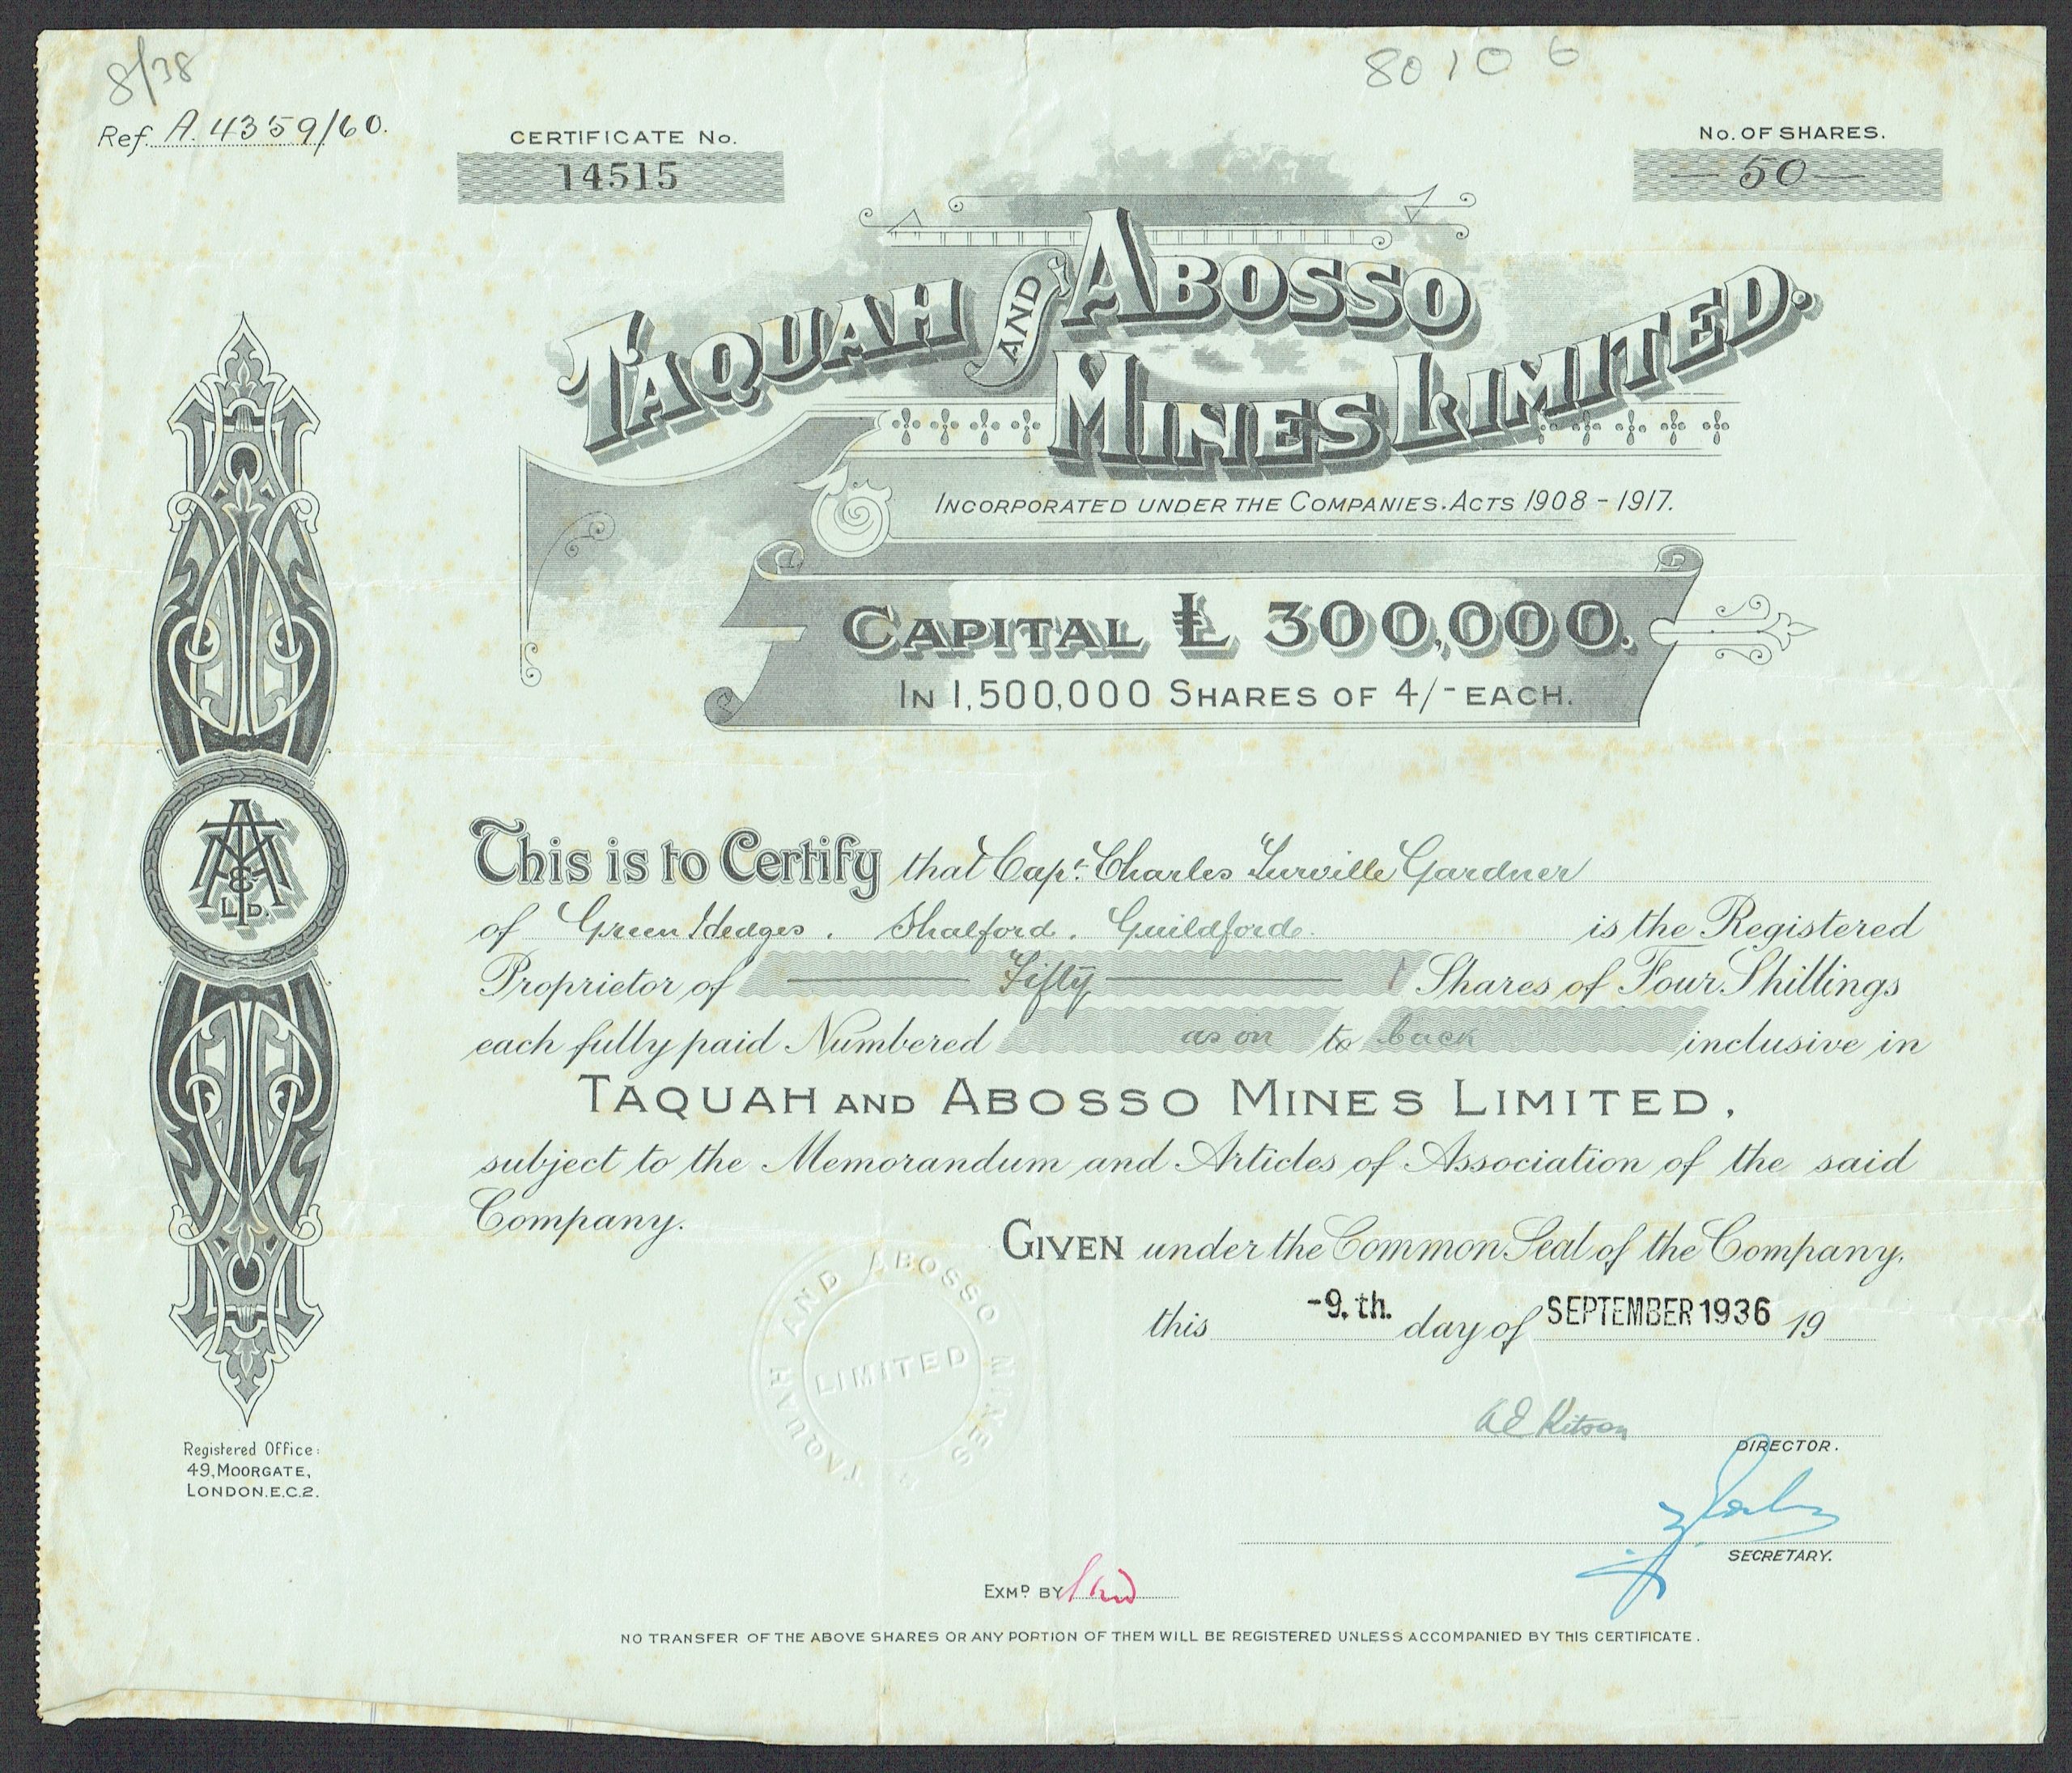 8/38
80106
Ref. A. 4359/60.
CERTIFICATE No.
14515
No. OF SHARES.
— 50 —
TAQUAH AND ABOSSO
MINES LIMITED.
INCORPORATED UNDER THE COMPANIES. ACTS 1908 - 1917.
CAPITAL £ 300,000.
IN 1,500,000 SHARES OF 4/- EACH.
This is to Certify that Capt. Charles Turville Gardner
of Green Hedges. Shalford. Guildford. is the Registered
Proprietor of — Fifty — Shares of Four Shillings
each fully paid Numbered as on to back inclusive in
TAQUAH AND ABOSSO MINES LIMITED,
subject to the Memorandum and Articles of Association of the said
Company.
GIVEN under the Common Seal of the Company,
this -9.th. day of SEPTEMBER 1936 19
TAQUAH AND ABOSSO MINES
LIMITED
A E Kitson
DIRECTOR.
SECRETARY.
EXMD. BY
NO TRANSFER OF THE ABOVE SHARES OR ANY PORTION OF THEM WILL BE REGISTERED UNLESS ACCOMPANIED BY THIS CERTIFICATE.
TAM
&
LTD.
Registered Office:
49, MOORGATE,
LONDON. E.C.2.